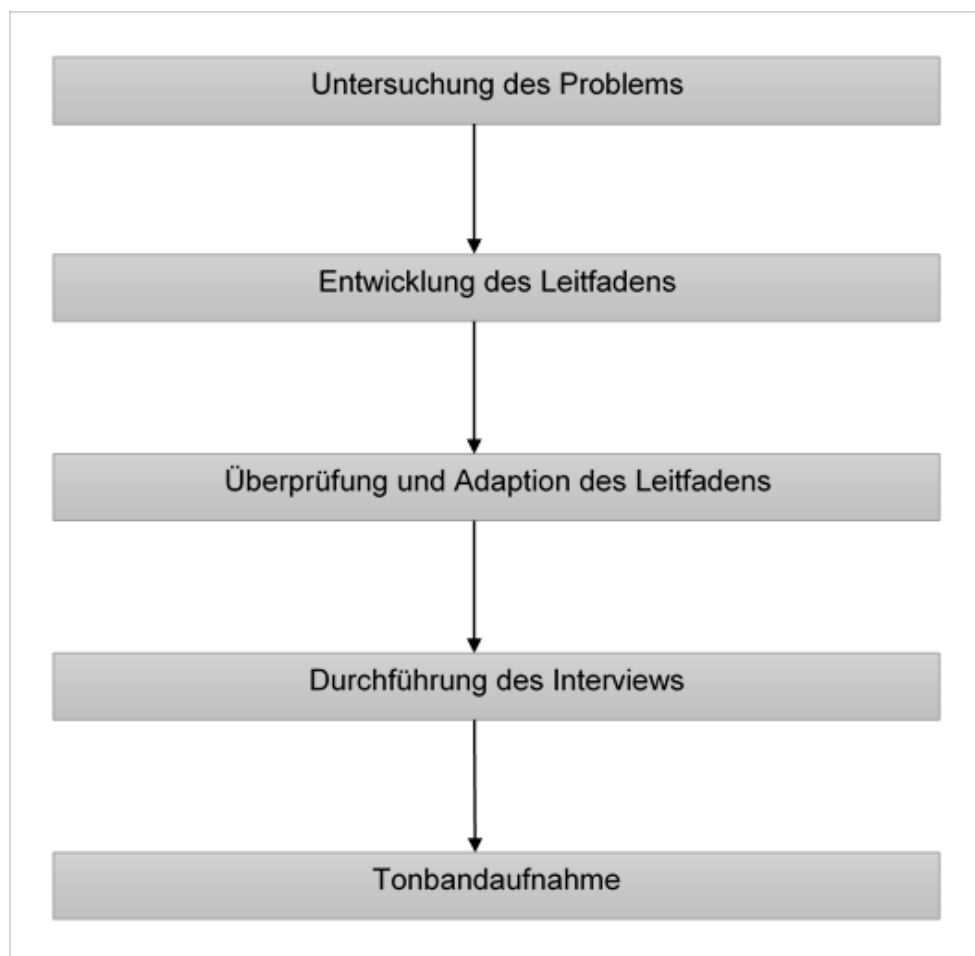 Untersuchung des Problems
Entwicklung des Leitfadens
Überprüfung und Adaption des Leitfadens
Durchführung des Interviews
Tonbandaufnahme